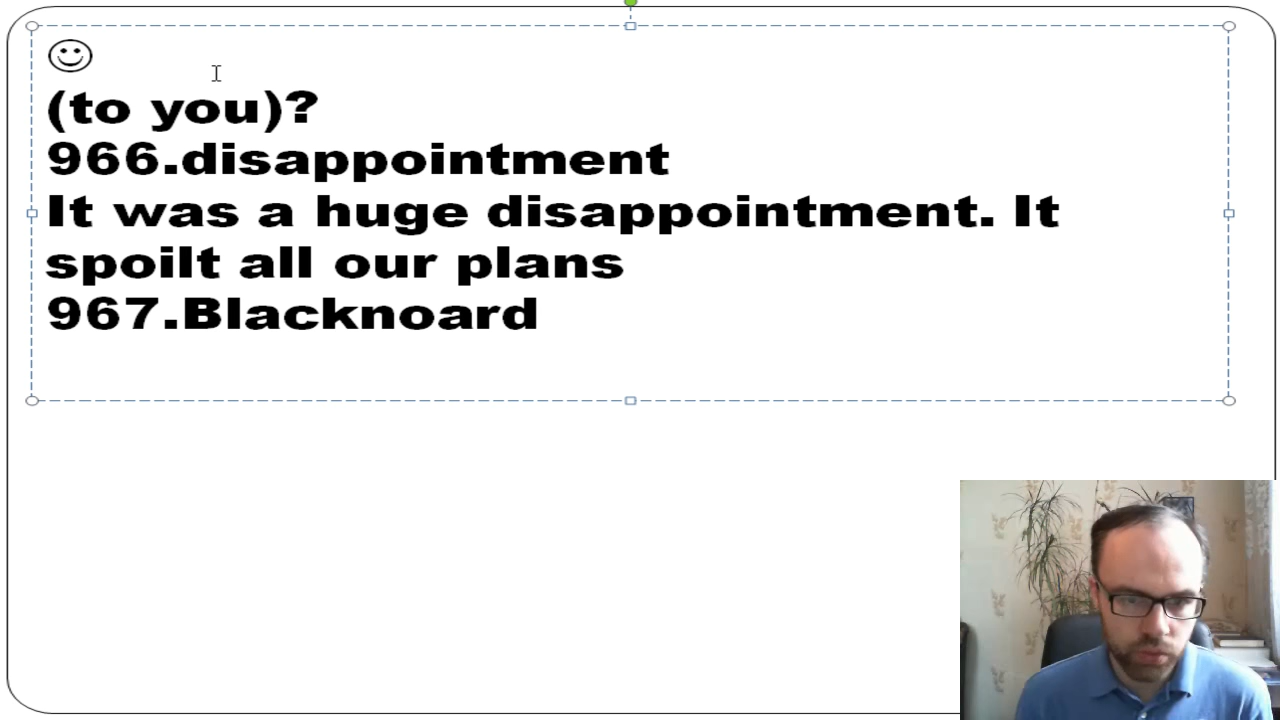 (to you)?
966.disappointment
It was a huge disappointment. It
spoilt all our plans
967.Blacknoard